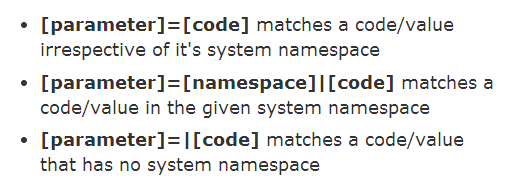 • [parameter]=[code] matches a code/value
irrespective of it's system namespace
• [parameter]=[namespace]|[code] matches a
code/value in the given system namespace
• [parameter]=|[code] matches a code/value
that has no system namespace